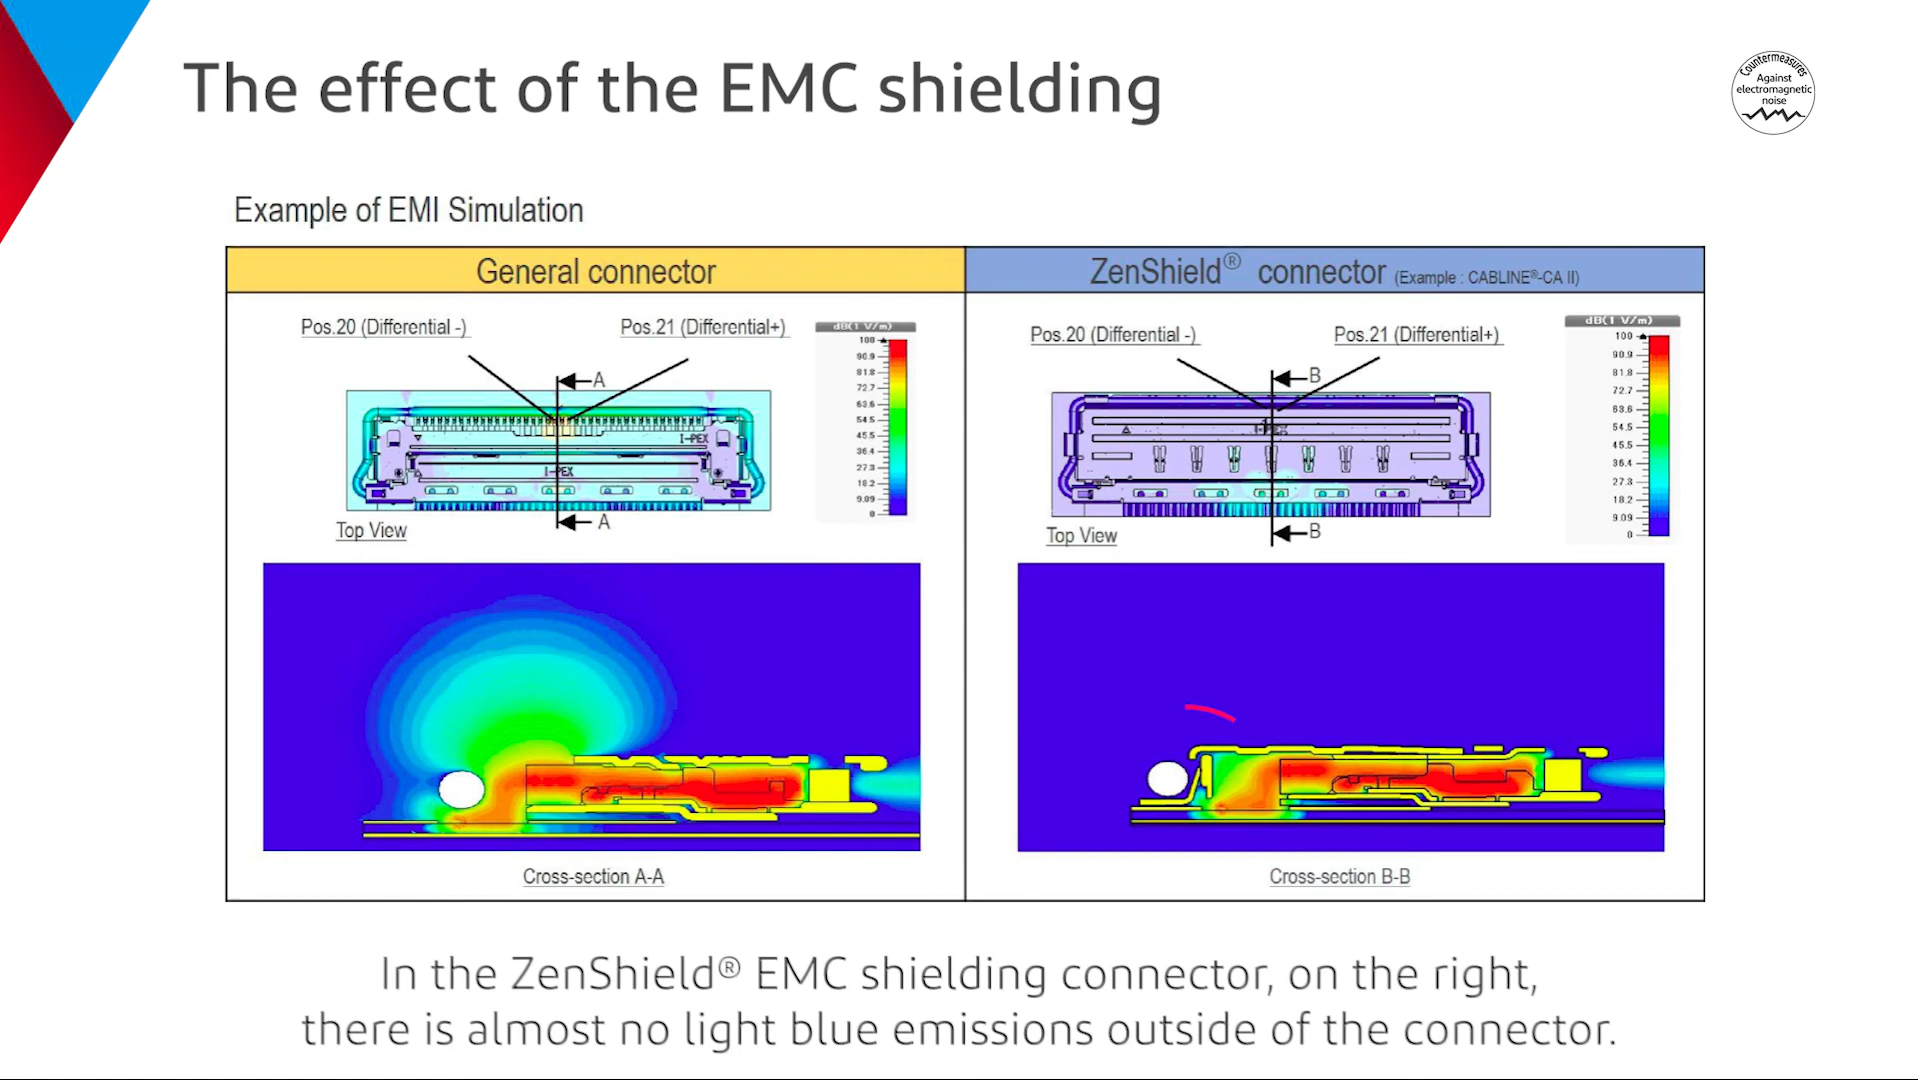 The effect of the EMC shielding
Countermeasures
Against
electromagnetic
noise
Example of EMI Simulation
General connector
ZenShield® connector (Example : CABLINE®-CA II)
Pos.20 (Differential -)
Pos.21 (Differential+)
dB(1 V/m)
100
90.9
81.8
72.7
63.6
54.5
45.5
36.4
27.3
18.2
9.09
0
A
I-PEX
I-PEX
A
Top View
Pos.20 (Differential -)
Pos.21 (Differential+)
dB(1 V/m)
100
90.9
81.8
72.7
63.6
54.5
45.5
36.4
27.3
18.2
9.09
0
B
I-PEX
B
Top View
Cross-section A-A
Cross-section B-B
In the ZenShield® EMC shielding connector, on the right,
there is almost no light blue emissions outside of the connector.